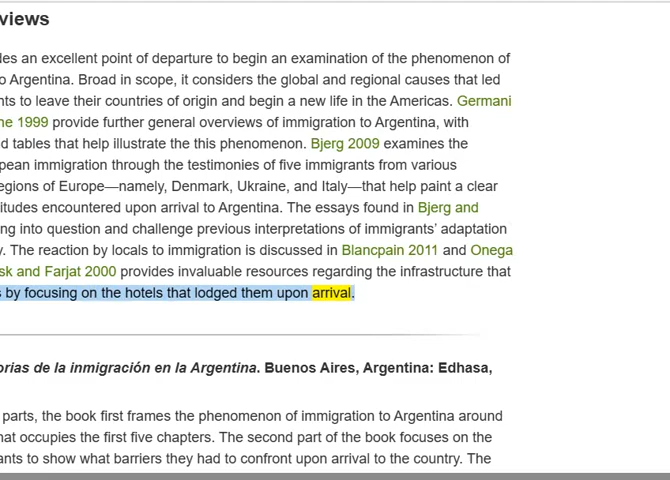 views
des an excellent point of departure to begin an examination of the phenomenon of
o Argentina. Broad in scope, it considers the global and regional causes that led
nts to leave their countries of origin and begin a new life in the Americas. Germani
ne 1999 provide further general overviews of immigration to Argentina, with
d tables that help illustrate the this phenomenon. Bjerg 2009 examines the
pean immigration through the testimonies of five immigrants from various
egions of Europe—namely, Denmark, Ukraine, and Italy—that help paint a clear
itudes encountered upon arrival to Argentina. The essays found in Bjerg and
ng into question and challenge previous interpretations of immigrants' adaptation
y. The reaction by locals to immigration is discussed in Blancpain 2011 and Onega
sk and Farjat 2000 provides invaluable resources regarding the infrastructure that
s by focusing on the hotels that lodged them upon arrival.
orias de la inmigración en la Argentina. Buenos Aires, Argentina: Edhasa,
parts, the book first frames the phenomenon of immigration to Argentina around
hat occupies the first five chapters. The second part of the book focuses on the
ants to show what barriers they had to confront upon arrival to the country. The